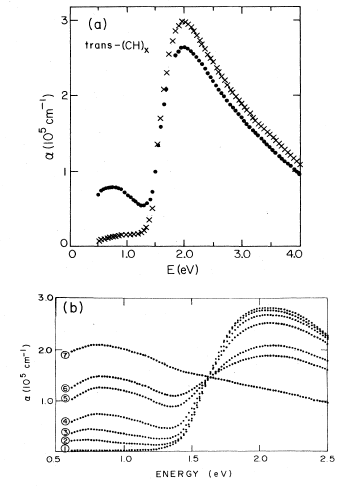 (a)
trans-(CH)x
3
2
1
0
α (10⁵ cm⁻¹)
0 1.0 2.0 3.0 4.0
E (eV)
(b)
3.0
2.0
1.0
α (10⁵ cm⁻¹)
⑦
⑥
⑤
④
③
②
①
0.5 1.0 1.5 2.0 2.5
ENERGY (eV)